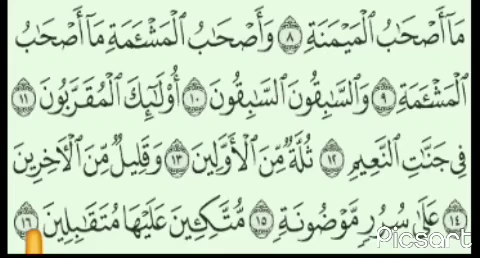 مَآ أَصْحَٰبُ ٱلْمَيْمَنَةِ ٨ وَأَصْحَٰبُ ٱلْمَشْـَٔمَةِ مَآ أَصْحَٰبُ
ٱلْمَشْـَٔمَةِ ٩ وَٱلسَّٰبِقُونَ ٱلسَّٰبِقُونَ ١٠ أُو۟لَٰٓئِكَ ٱلْمُقَرَّبُونَ ١١
فِى جَنَّٰتِ ٱلنَّعِيمِ ١٢ ثُلَّةٌ مِّنَ ٱلْأَوَّلِينَ ١٣ وَقَلِيلٌ مِّنَ ٱلْءَاخِرِينَ
١٤ عَلَىٰ سُرُرٍ مَّوْضُونَةٍ ١٥ مُّتَّكِـِٔينَ عَلَيْهَا مُتَقَٰبِلِينَ ١٦
Picsart